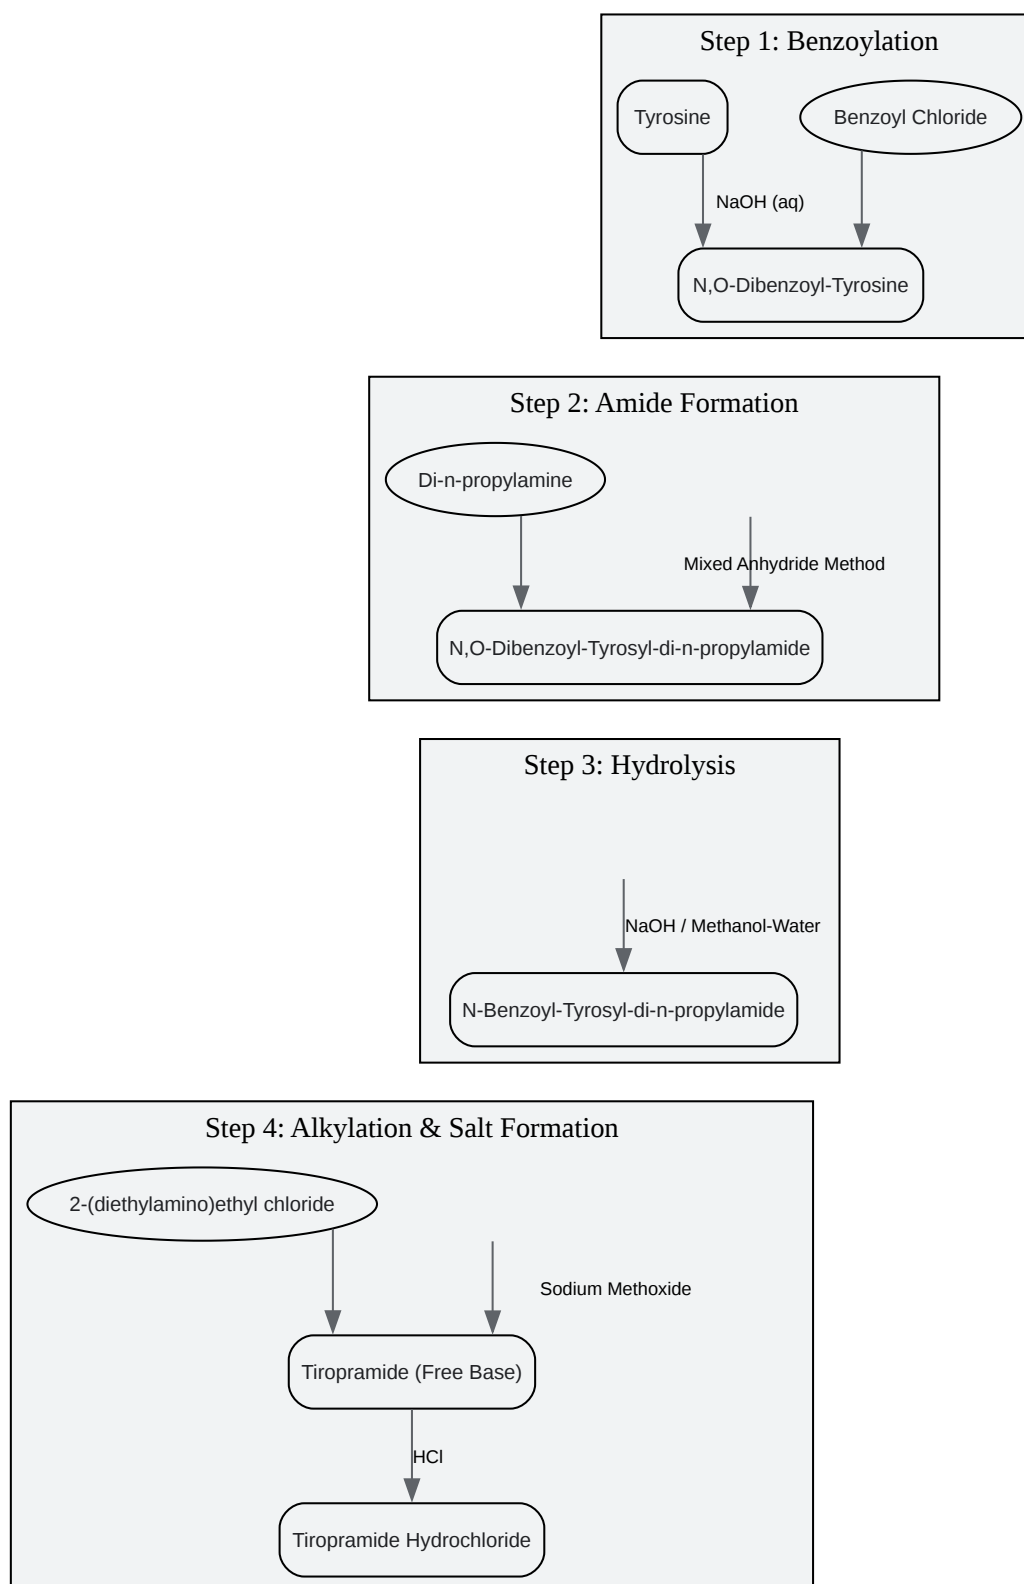 Step 1: Benzoylation
Tyrosine
Benzoyl Chloride
NaOH (aq)
N,O-Dibenzoyl-Tyrosine
Step 2: Amide Formation
Di-n-propylamine
Mixed Anhydride Method
N,O-Dibenzoyl-Tyrosyl-di-n-propylamide
Step 3: Hydrolysis
NaOH / Methanol-Water
N-Benzoyl-Tyrosyl-di-n-propylamide
Step 4: Alkylation & Salt Formation
2-(diethylamino)ethyl chloride
Sodium Methoxide
Tiropramide (Free Base)
HCl
Tiropramide Hydrochloride